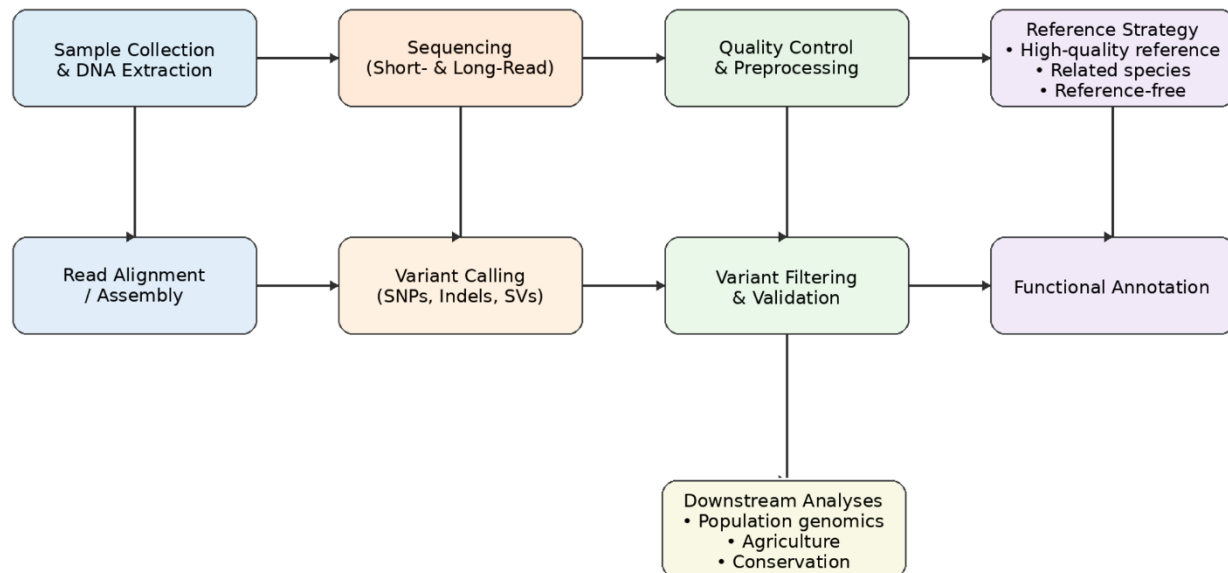 Sample Collection
& DNA Extraction
Sequencing
(Short- & Long-Read)
Quality Control
& Preprocessing
Reference Strategy
• High-quality reference
• Related species
• Reference-free
Read Alignment
/ Assembly
Variant Calling
(SNPs, Indels, SVs)
Variant Filtering
& Validation
Functional Annotation
Downstream Analyses
• Population genomics
• Agriculture
• Conservation